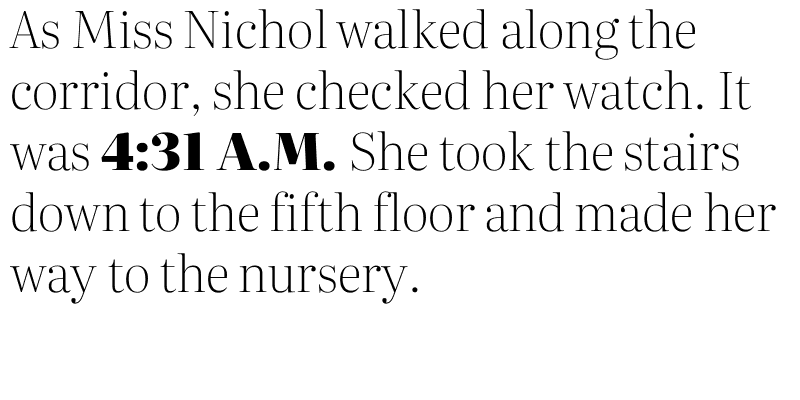 As Miss Nichol walked along the
corridor, she checked her watch. It
was 4:31 A.M. She took the stairs
down to the fifth floor and made her
way to the nursery.